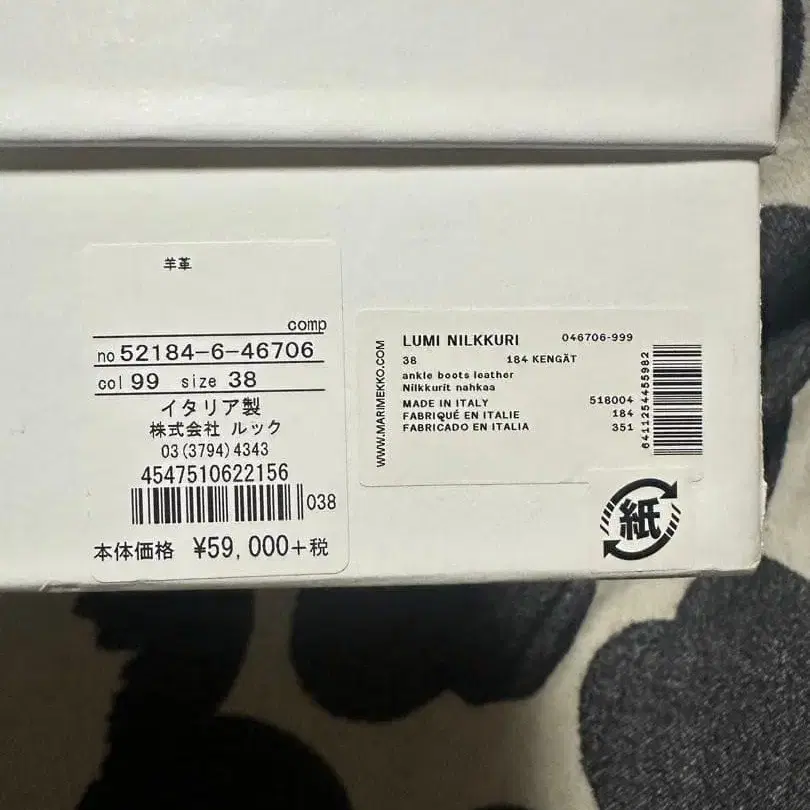 羊革
comp
no 52184-6-46706
col 99 size 38
イタリア製
株式会社 ルック
03(3794)4343
4547510622156
038
本体価格 ¥59,000+税
WWW.MARIMEKKO.COM
LUMI NILKKURI 046706-999
38 184 KENGÄT
ankle boots leather
Nilkkurit nahkaa
MADE IN ITALY 518004
FABRIQUÉ EN ITALIE 184
FABRICADO EN ITALIA 351
6411254455982
紙